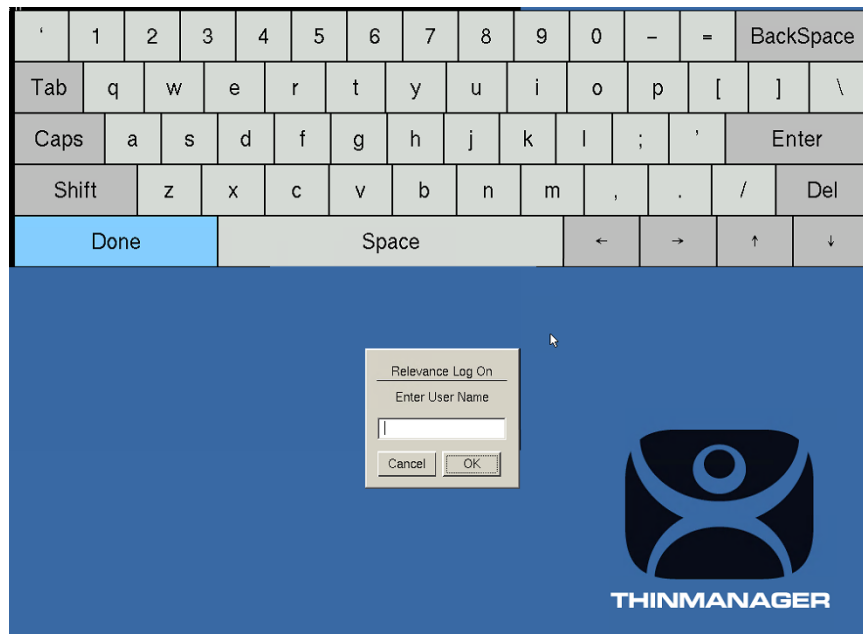 ‘ 1 2 3 4 5 6 7 8 9 0 – = BackSpace
Tab q w e r t y u i o p [ ] \
Caps a s d f g h j k l ; ’ Enter
Shift z x c v b n m , . / Del
Done Space ← → ↑ ↓
Relevance Log On
Enter User Name
Cancel OK
THINMANAGER